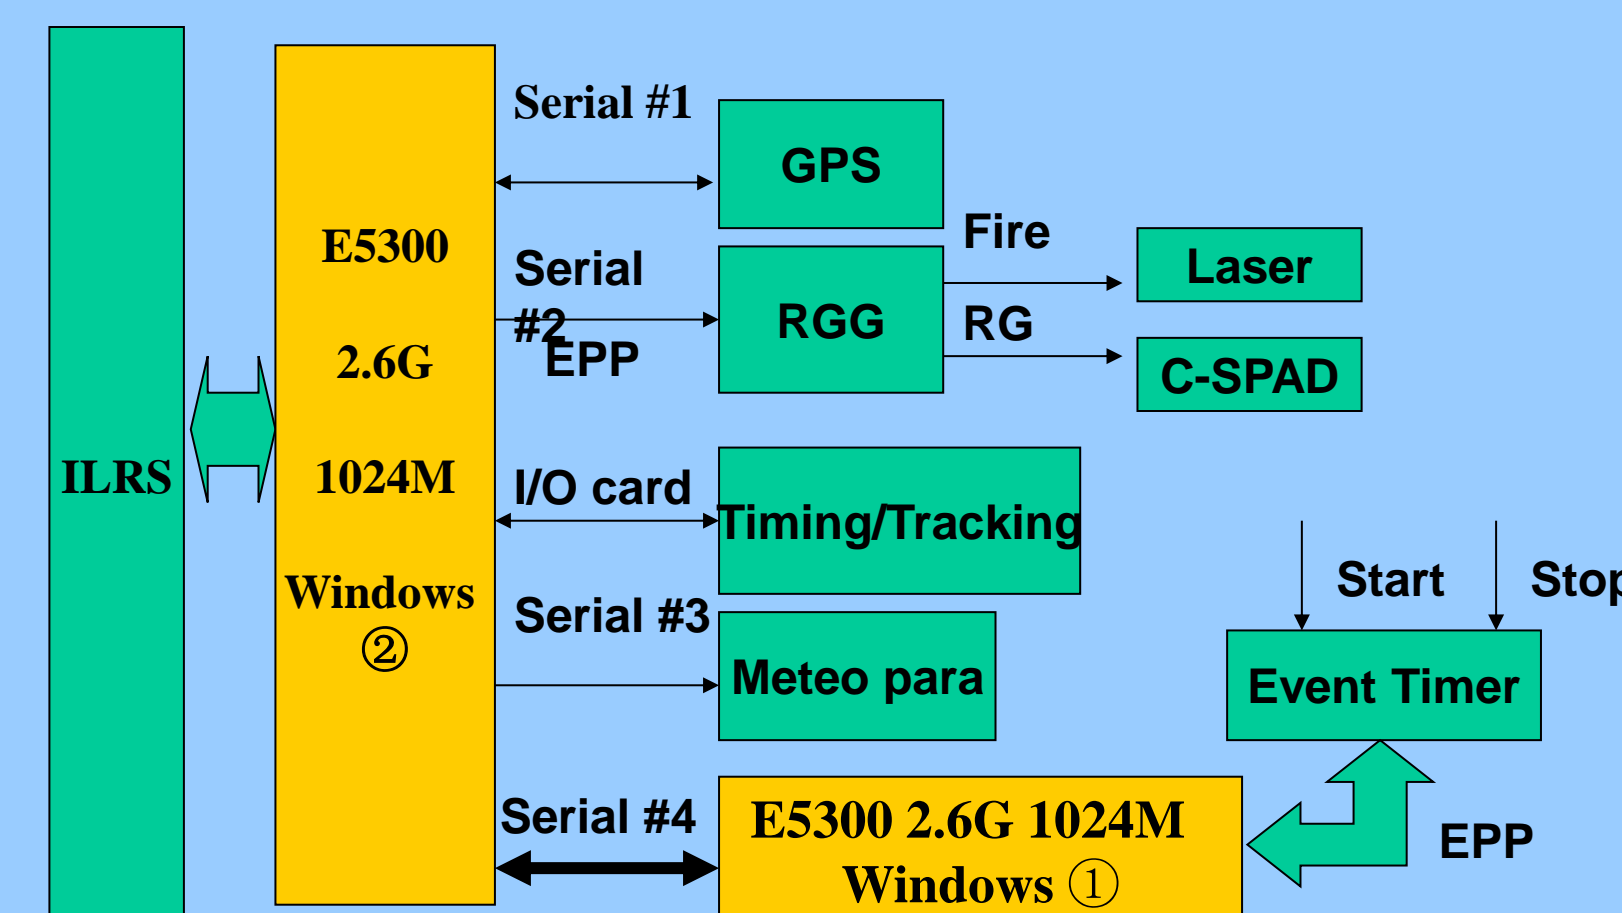 ILRS
E5300
2.6G
1024M
Windows
②
Serial #1
GPS
Serial
#2
EPP
RGG
Fire
RG
Laser
C-SPAD
I/O card
Timing/Tracking
Serial #3
Meteo para
Start
Stop
Event Timer
Serial #4
E5300 2.6G 1024M
Windows ①
EPP